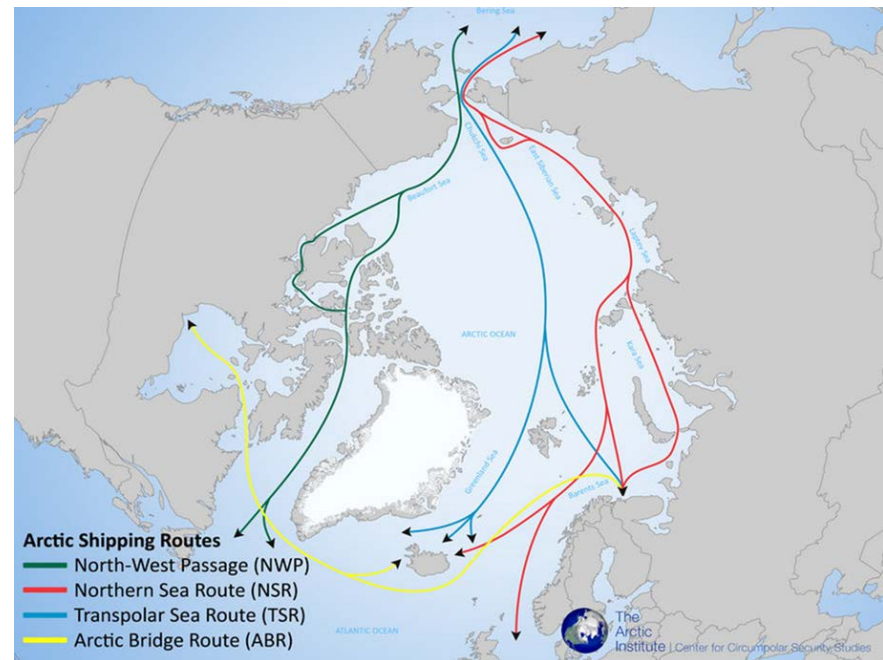 Bering Sea
Chukchi Sea
East Siberian Sea
Beaufort Sea
Laptev Sea
ARCTIC OCEAN
Kara Sea
Greenland Sea
Barents Sea
Arctic Shipping Routes
North-West Passage (NWP)
Northern Sea Route (NSR)
Transpolar Sea Route (TSR)
Arctic Bridge Route (ABR)
ATLANTIC OCEAN
The
Arctic
Institute | Center for Circumpolar Security Studies